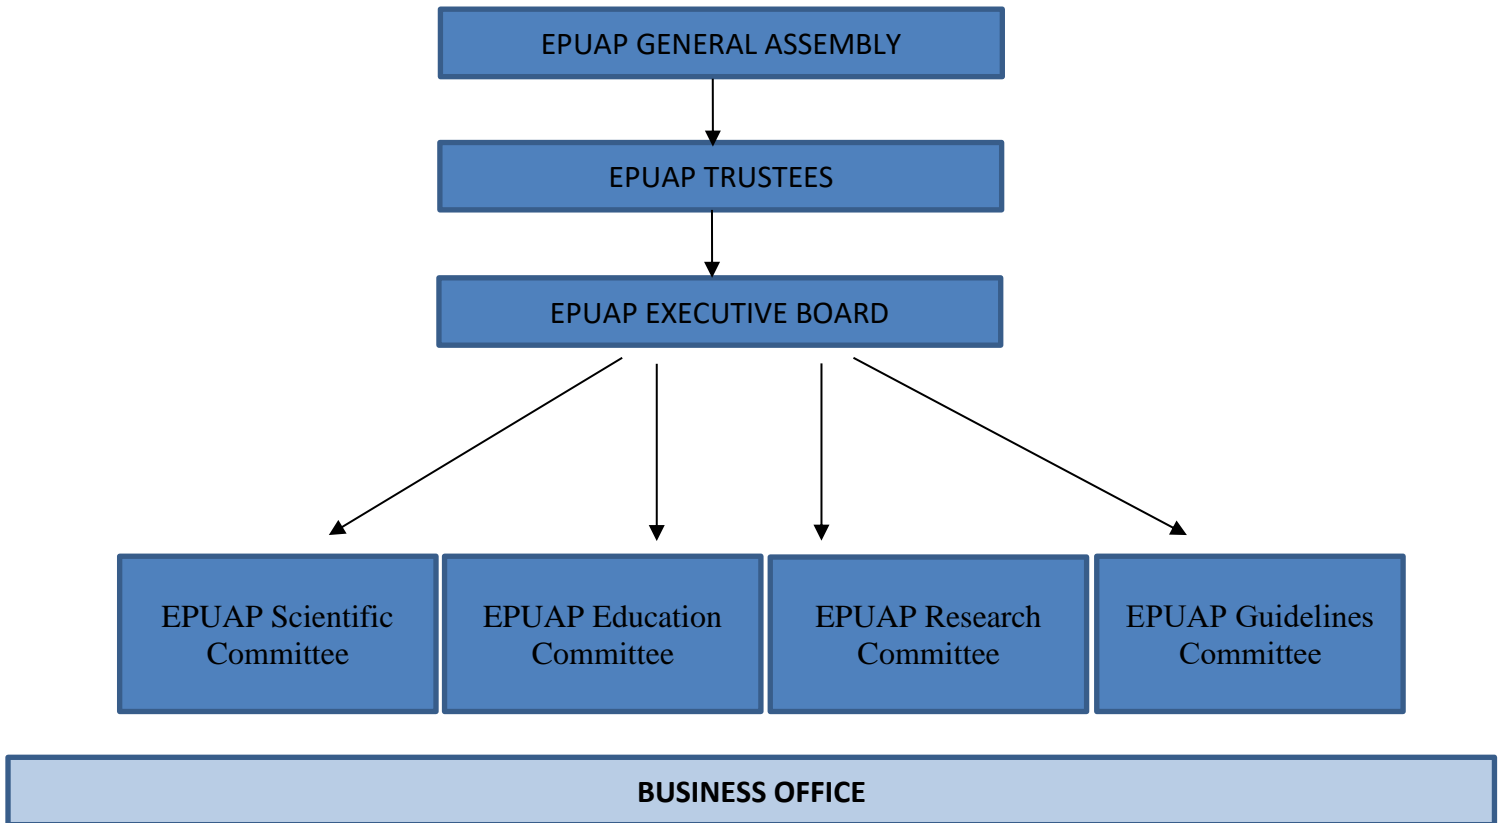 EPUAP GENERAL ASSEMBLY
EPUAP TRUSTEES
EPUAP EXECUTIVE BOARD
EPUAP Scientific
Committee
EPUAP Education
Committee
EPUAP Research
Committee
EPUAP Guidelines
Committee
BUSINESS OFFICE